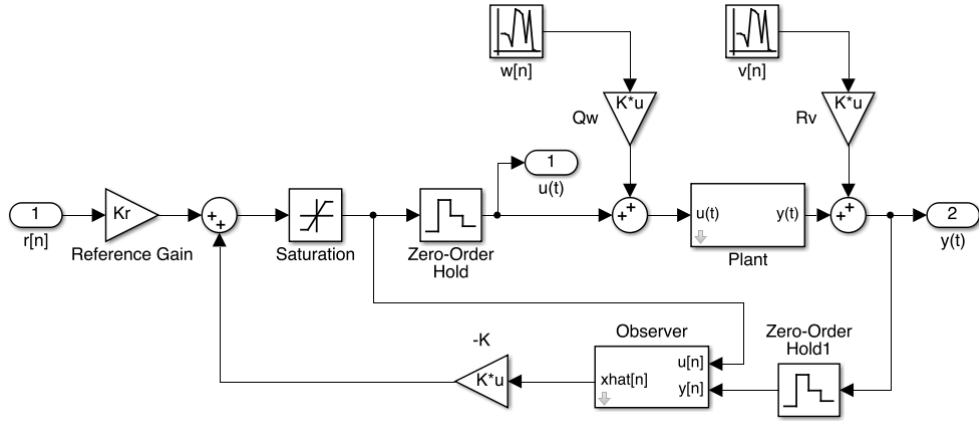 w[n]
v[n]
K*u
K*u
Qw
Rv
1
u(t)
1
r[n]
Kr
Reference Gain
+
+
Saturation
Zero-Order
Hold
+
+
u(t)
y(t)
Plant
+
+
2
y(t)
-K
K*u
Observer
xhat[n]
u[n]
y[n]
Zero-Order
Hold1